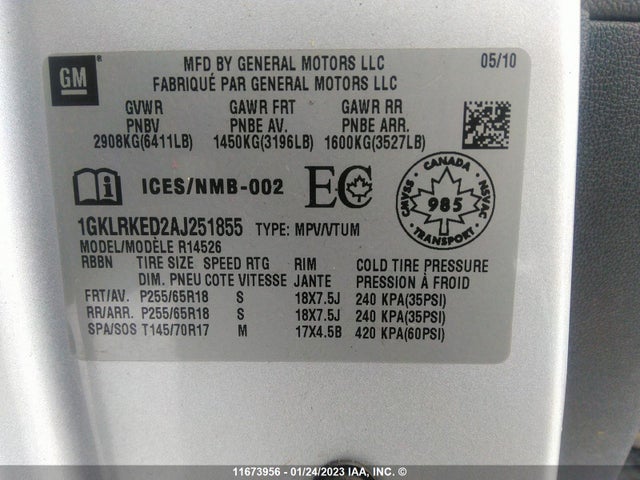 GM®
MFD BY GENERAL MOTORS LLC 05/10
FABRIQUÉ PAR GENERAL MOTORS LLC
GVWR GAWR FRT GAWR RR
PNBV PNBE AV. PNBE ARR.
2908KG(6411LB) 1450KG(3196LB) 1600KG(3527LB)
ICES/NMB-002 EC
CANADA
CMVSS 985 NSVAC
TRANSPORT
1GKLRKED2AJ251855 TYPE: MPV/VTUM
MODEL/MODÈLE R14526
RBBN TIRE SIZE SPEED RTG RIM COLD TIRE PRESSURE
DIM. PNEU COTE VITESSE JANTE PRESSION À FROID
FRT/AV. P255/65R18 S 18X7.5J 240 KPA(35PSI)
RR/ARR. P255/65R18 S 18X7.5J 240 KPA(35PSI)
SPA/SOS T145/70R17 M 17X4.5B 420 KPA(60PSI)
11673956 - 01/24/2023 IAA, Inc. ©